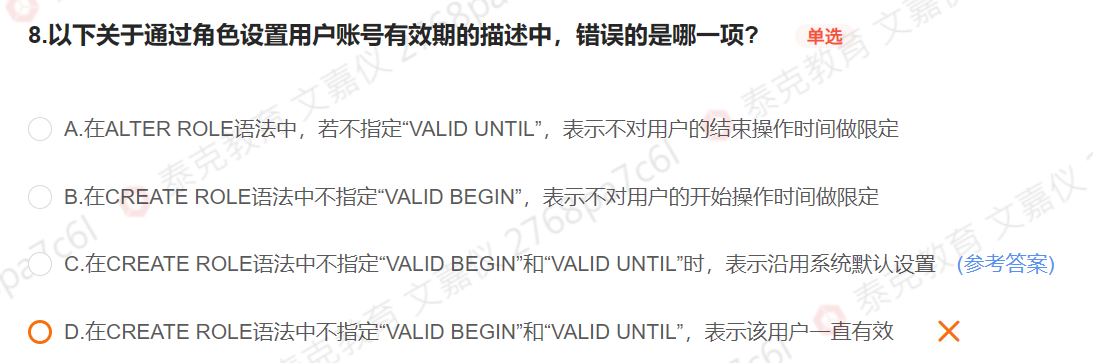 8.以下关于通过角色设置用户账号有效期的描述中，错误的是哪一项? 单选
A.在ALTER ROLE语法中，若不指定“VALID UNTIL”，表示不对用户的结束操作时间做限定
B.在CREATE ROLE语法中不指定“VALID BEGIN”，表示不对用户的开始操作时间做限定
C.在CREATE ROLE语法中不指定“VALID BEGIN”和“VALID UNTIL”时，表示沿用系统默认设置 (参考答案)
D.在CREATE ROLE语法中不指定“VALID BEGIN”和“VALID UNTIL”，表示该用户一直有效
泰克教育 文嘉仪 2768pa7c6l